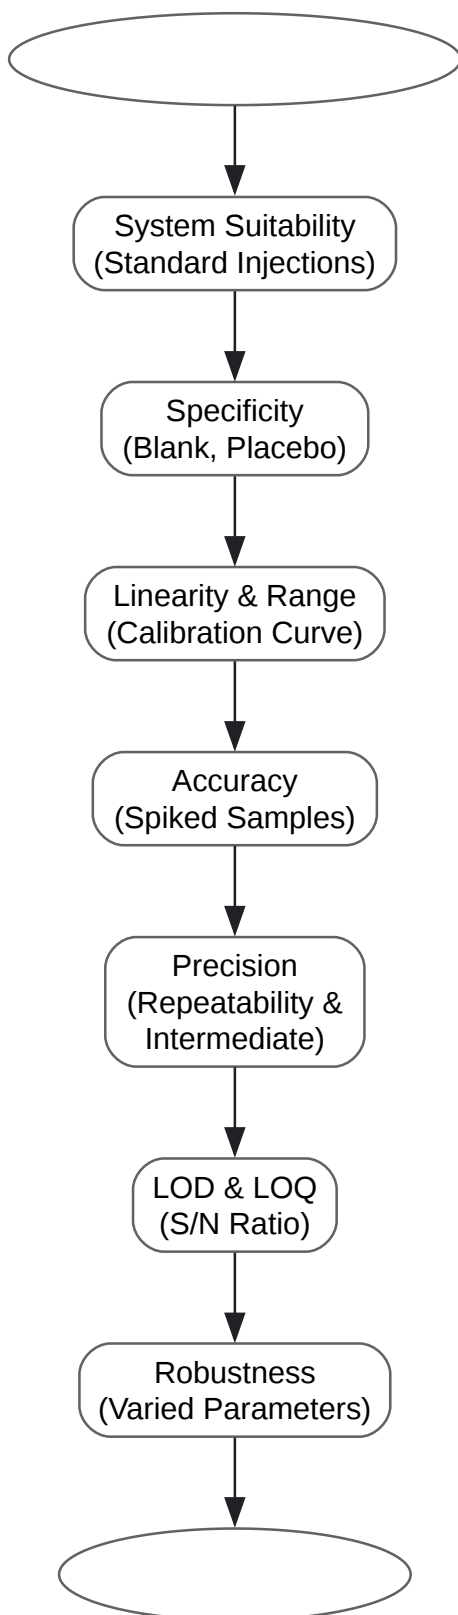 System Suitability
(Standard Injections)
Specificity
(Blank, Placebo)
Linearity & Range
(Calibration Curve)
Accuracy
(Spiked Samples)
Precision
(Repeatability &
Intermediate)
LOD & LOQ
(S/N Ratio)
Robustness
(Varied Parameters)